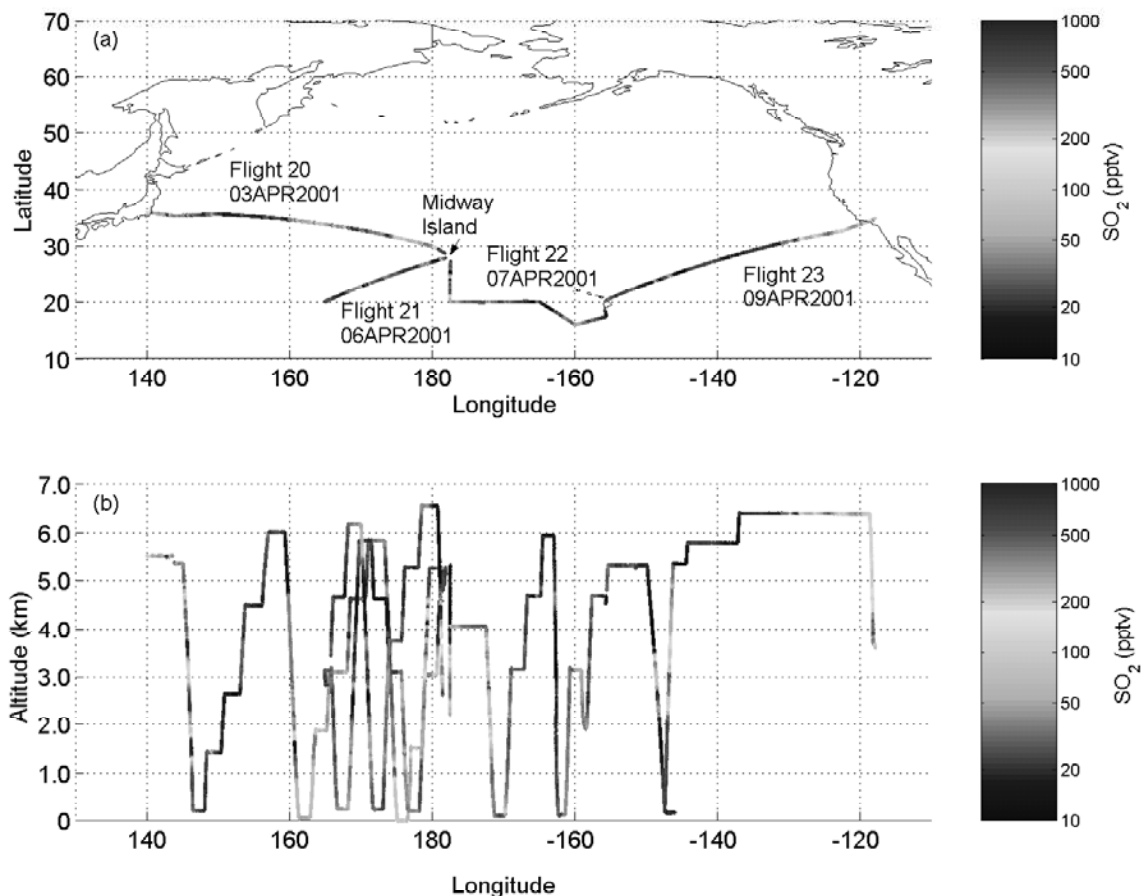 (a)
70
60
50
40
30
20
10
Latitude
Flight 20
03APR2001
Midway
Island
Flight 22
07APR2001
Flight 21
06APR2001
Flight 23
09APR2001
140 160 180 -160 -140 -120
Longitude
1000
500
200
100
50
20
10
SO2 (pptv)
(b)
7.0
6.0
5.0
4.0
3.0
2.0
1.0
0
Altitude (km)
140 160 180 -160 -140 -120
Longitude
1000
500
200
100
50
20
10
SO2 (pptv)